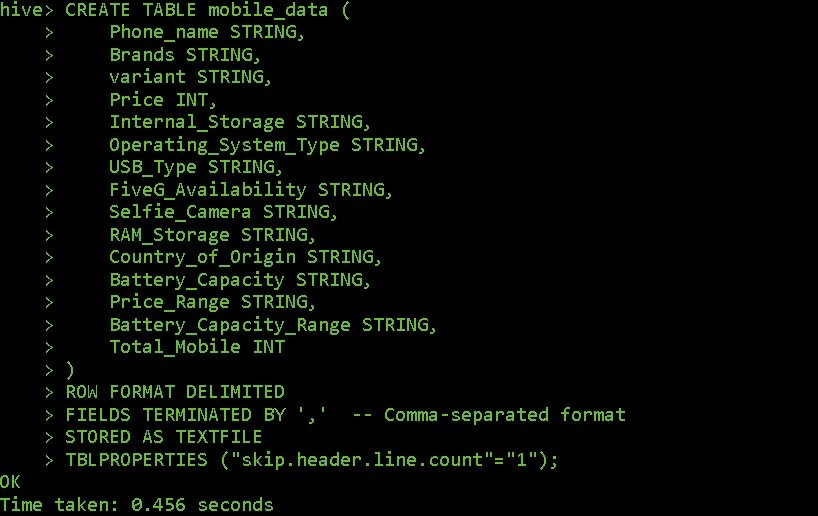 hive> CREATE TABLE mobile_data (
    >     Phone_name STRING,
    >     Brands STRING,
    >     variant STRING,
    >     Price INT,
    >     Internal_Storage STRING,
    >     Operating_System_Type STRING,
    >     USB_Type STRING,
    >     FiveG_Availability STRING,
    >     Selfie_Camera STRING,
    >     RAM_Storage STRING,
    >     Country_of_Origin STRING,
    >     Battery_Capacity STRING,
    >     Price_Range STRING,
    >     Battery_Capacity_Range STRING,
    >     Total_Mobile INT
    > )
    > ROW FORMAT DELIMITED
    > FIELDS TERMINATED BY ','  -- Comma-separated format
    > STORED AS TEXTFILE
    > TBLPROPERTIES ("skip.header.line.count"="1");
OK
Time taken: 0.456 seconds